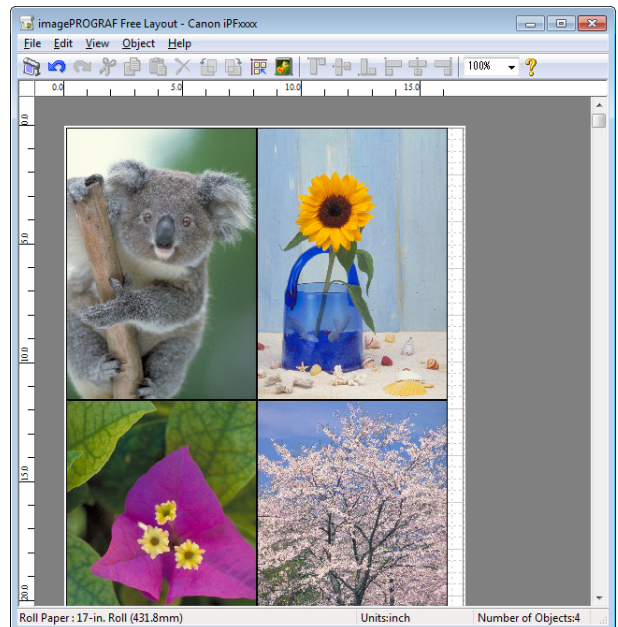 imagePROGRAF Free Layout - Canon iPFxxxx
File Edit View Object Help
100%
0.0 5.0 10.0 15.0
0.0
5.0
10.0
15.0
20.0
Roll Paper : 17-in. Roll (431.8mm) Units:inch Number of Objects:4